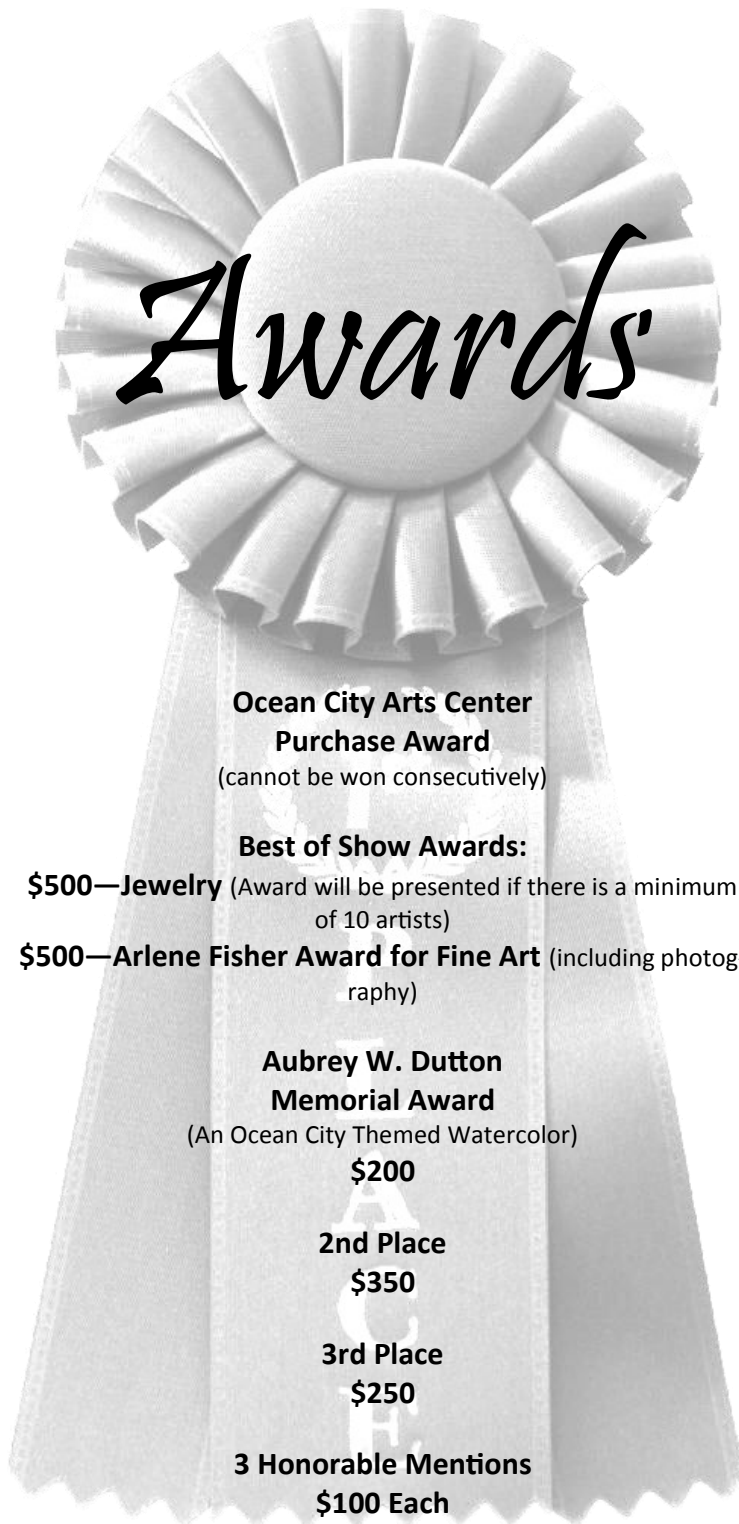 Awards
Ocean City Arts Center
Purchase Award
(cannot be won consecutively)
Best of Show Awards:
$500—Jewelry (Award will be presented if there is a minimum
of 10 artists)
$500—Arlene Fisher Award for Fine Art (including photog
raphy)
Aubrey W. Dutton
Memorial Award
(An Ocean City Themed Watercolor)
$200
2nd Place
$350
3rd Place
$250
3 Honorable Mentions
$100 Each